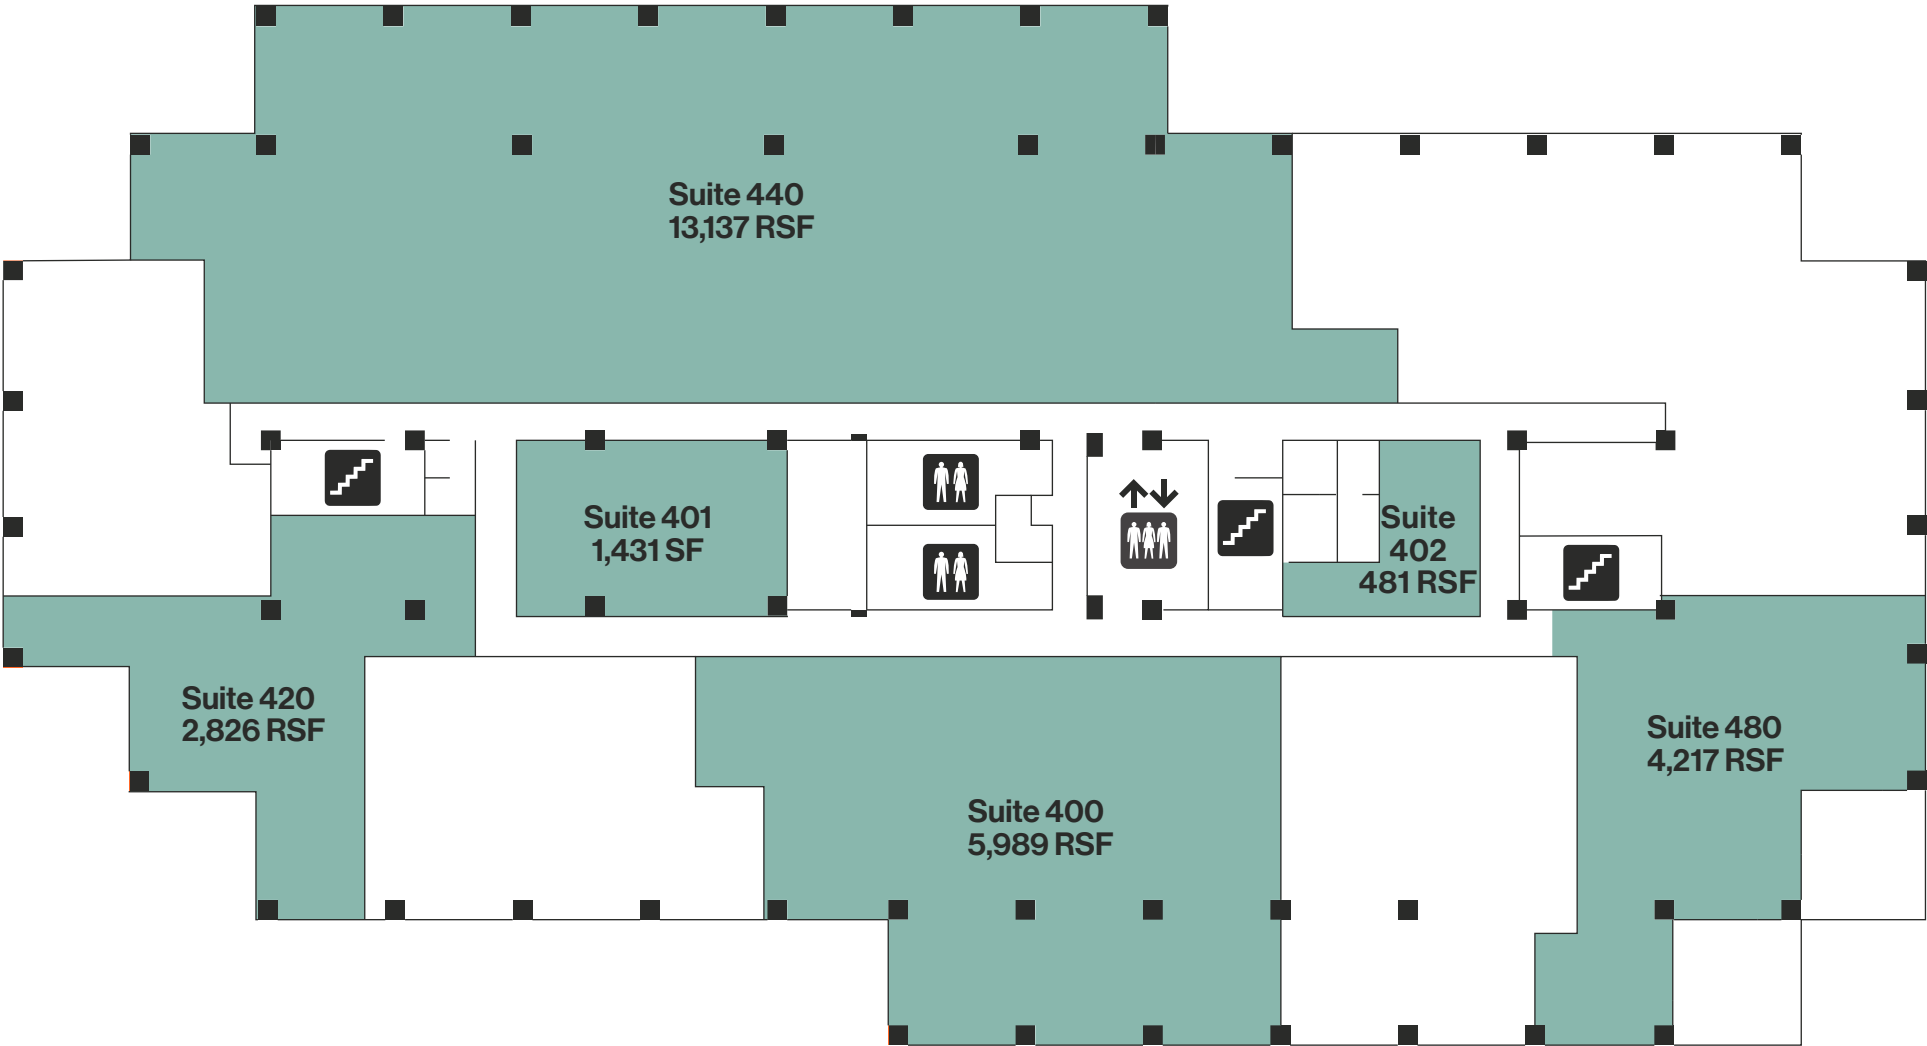 Suite 440
13,137 RSF
Suite 401
1,431 SF
Suite
402
481 RSF
Suite 420
2,826 RSF
Suite 480
4,217 RSF
Suite 400
5,989 RSF